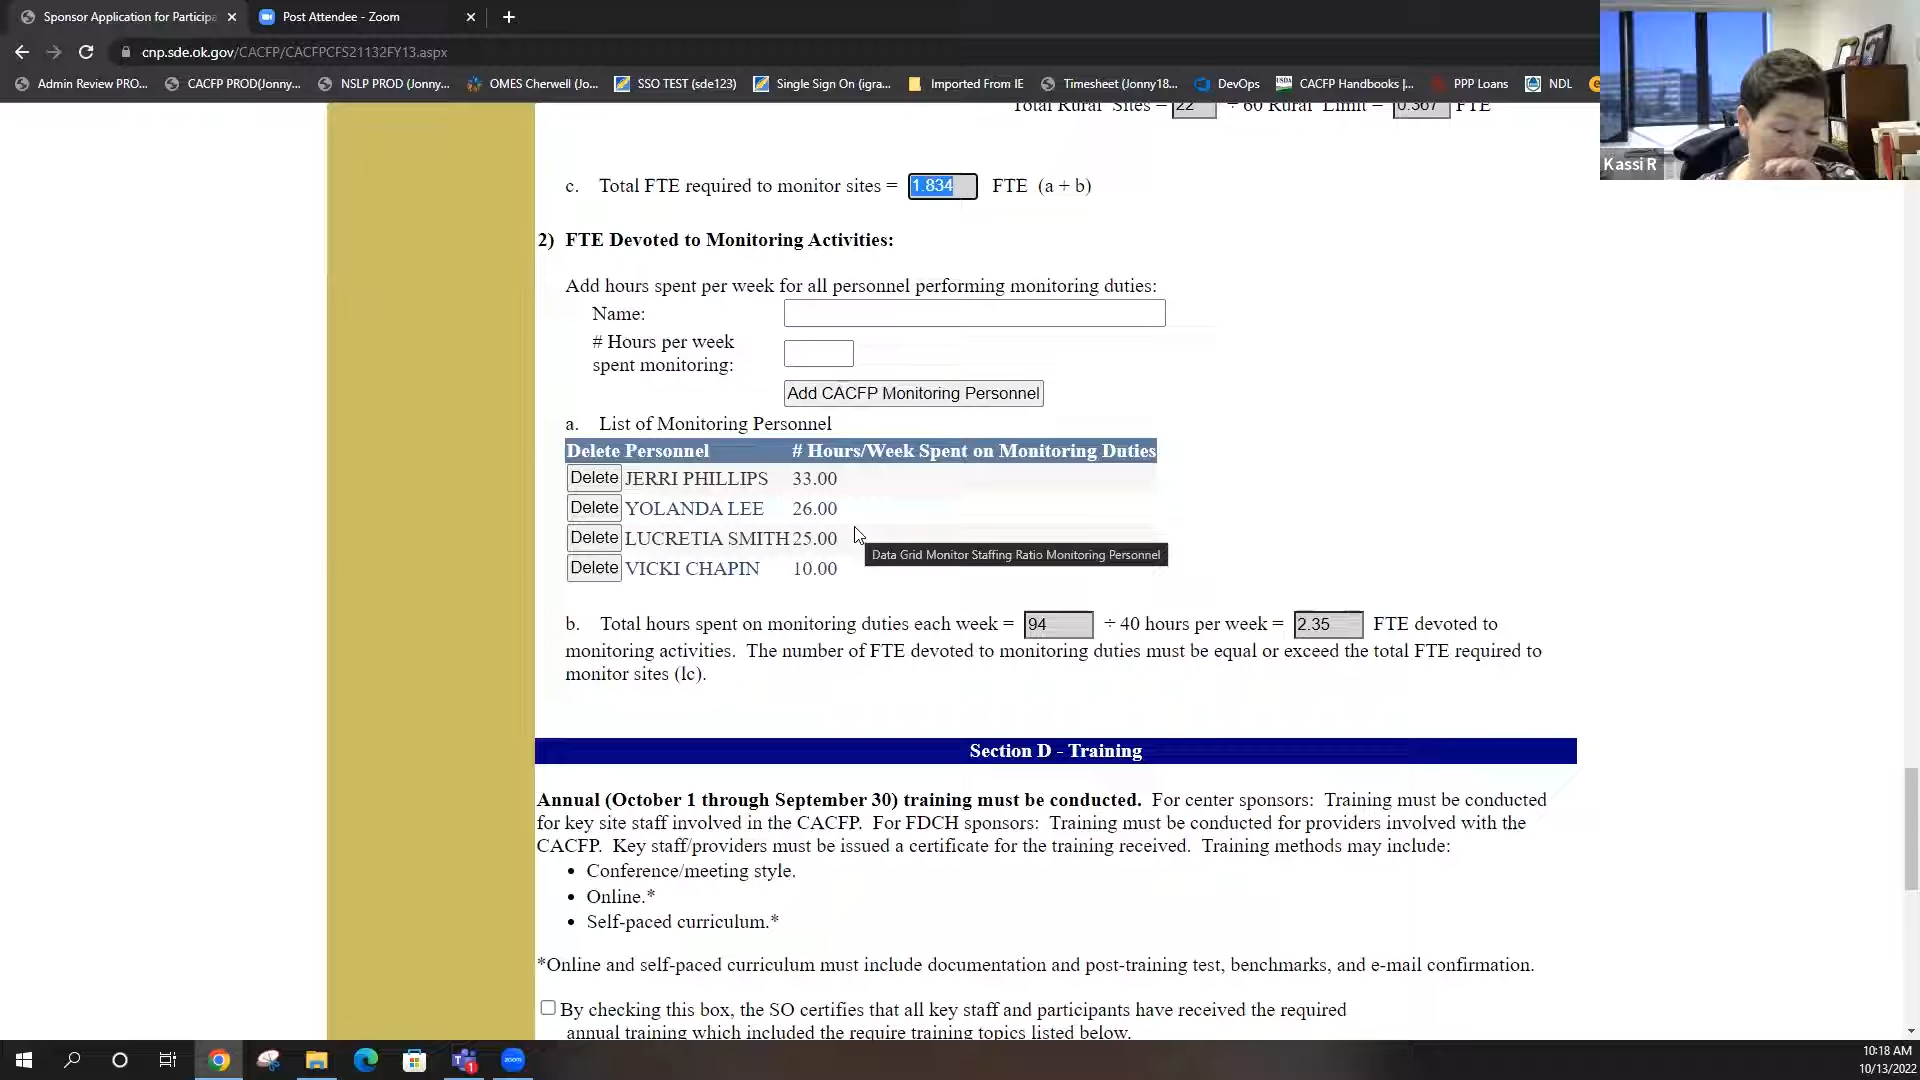 Sponsor Application for Particip
Post Attendee - Zoom
cnp.sde.ok.gov/CACFP/CACFPCFS21132FY13.aspx
Admin Review PRO... CACFP PROD(Jonny... NSLP PROD (Jonny... OMES Cherwell (Jo... SSO TEST (sde123) Single Sign On (igra... Imported From IE Timesheet (Jonny18... DevOps CACFP Handbooks |... PPP Loans NDL
Total Rural Sites = 22 ÷ 60 Rural Limit = 0.367 FTE
Kassi R
c. Total FTE required to monitor sites = 1.834 FTE (a + b)
2) FTE Devoted to Monitoring Activities:
Add hours spent per week for all personnel performing monitoring duties:
Name:
# Hours per week
spent monitoring:
Add CACFP Monitoring Personnel
a. List of Monitoring Personnel
Delete Personnel # Hours/Week Spent on Monitoring Duties
Delete JERRI PHILLIPS 33.00
Delete YOLANDA LEE 26.00
Delete LUCRETIA SMITH 25.00
Data Grid Monitor Staffing Ratio Monitoring Personnel
Delete VICKI CHAPIN 10.00
b. Total hours spent on monitoring duties each week = 94 ÷ 40 hours per week = 2.35 FTE devoted to
monitoring activities. The number of FTE devoted to monitoring duties must be equal or exceed the total FTE required to
monitor sites (lc).
Section D - Training
Annual (October 1 through September 30) training must be conducted. For center sponsors: Training must be conducted
for key site staff involved in the CACFP. For FDCH sponsors: Training must be conducted for providers involved with the
CACFP. Key staff/providers must be issued a certificate for the training received. Training methods may include:
• Conference/meeting style.
• Online.*
• Self-paced curriculum.*
*Online and self-paced curriculum must include documentation and post-training test, benchmarks, and e-mail confirmation.
By checking this box, the SO certifies that all key staff and participants have received the required
annual training which included the require training topics listed below.
zoom
10:18 AM
10/13/2022